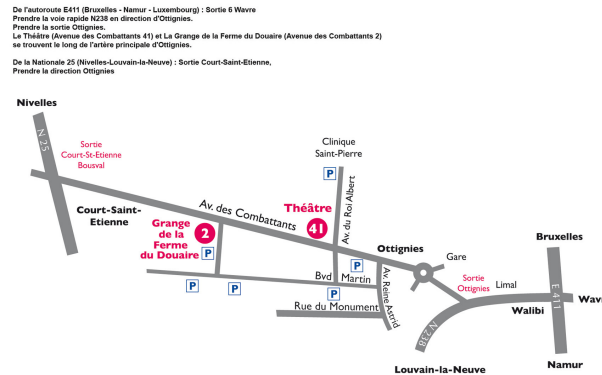 De l'autoroute E411 (Bruxelles - Namur - Luxembourg) : Sortie 6 Wavre
Prendre la voie rapide N238 en direction d'Ottignies.
Prendre la sortie Ottignies.
Le Théâtre (Avenue des Combattants 41) et La Grange de la Ferme du Douaire (Avenue des Combattants 2)
se trouvent le long de l'artère principale d'Ottignies.
De la Nationale 25 (Nivelles-Louvain-la-Neuve) : Sortie Court-Saint-Etienne,
Prendre la direction Ottignies
Nivelles
N 25
Sortie
Court-St-Etienne
Bousval
Clinique
Saint-Pierre
P
Court-Saint-
Etienne
Av. des Combattants
Théâtre
41
Av. du Roi Albert
Grange
de la
Ferme
du Douaire
2
P
Ottignies
Bruxelles
P
Gare
Bvd Martin
Av. Reine Astrid
Sortie
Ottignies
Limal
E 411
Wav
Walibi
P
P
P
Rue du Monument
N 238
Louvain-la-Neuve
Namur